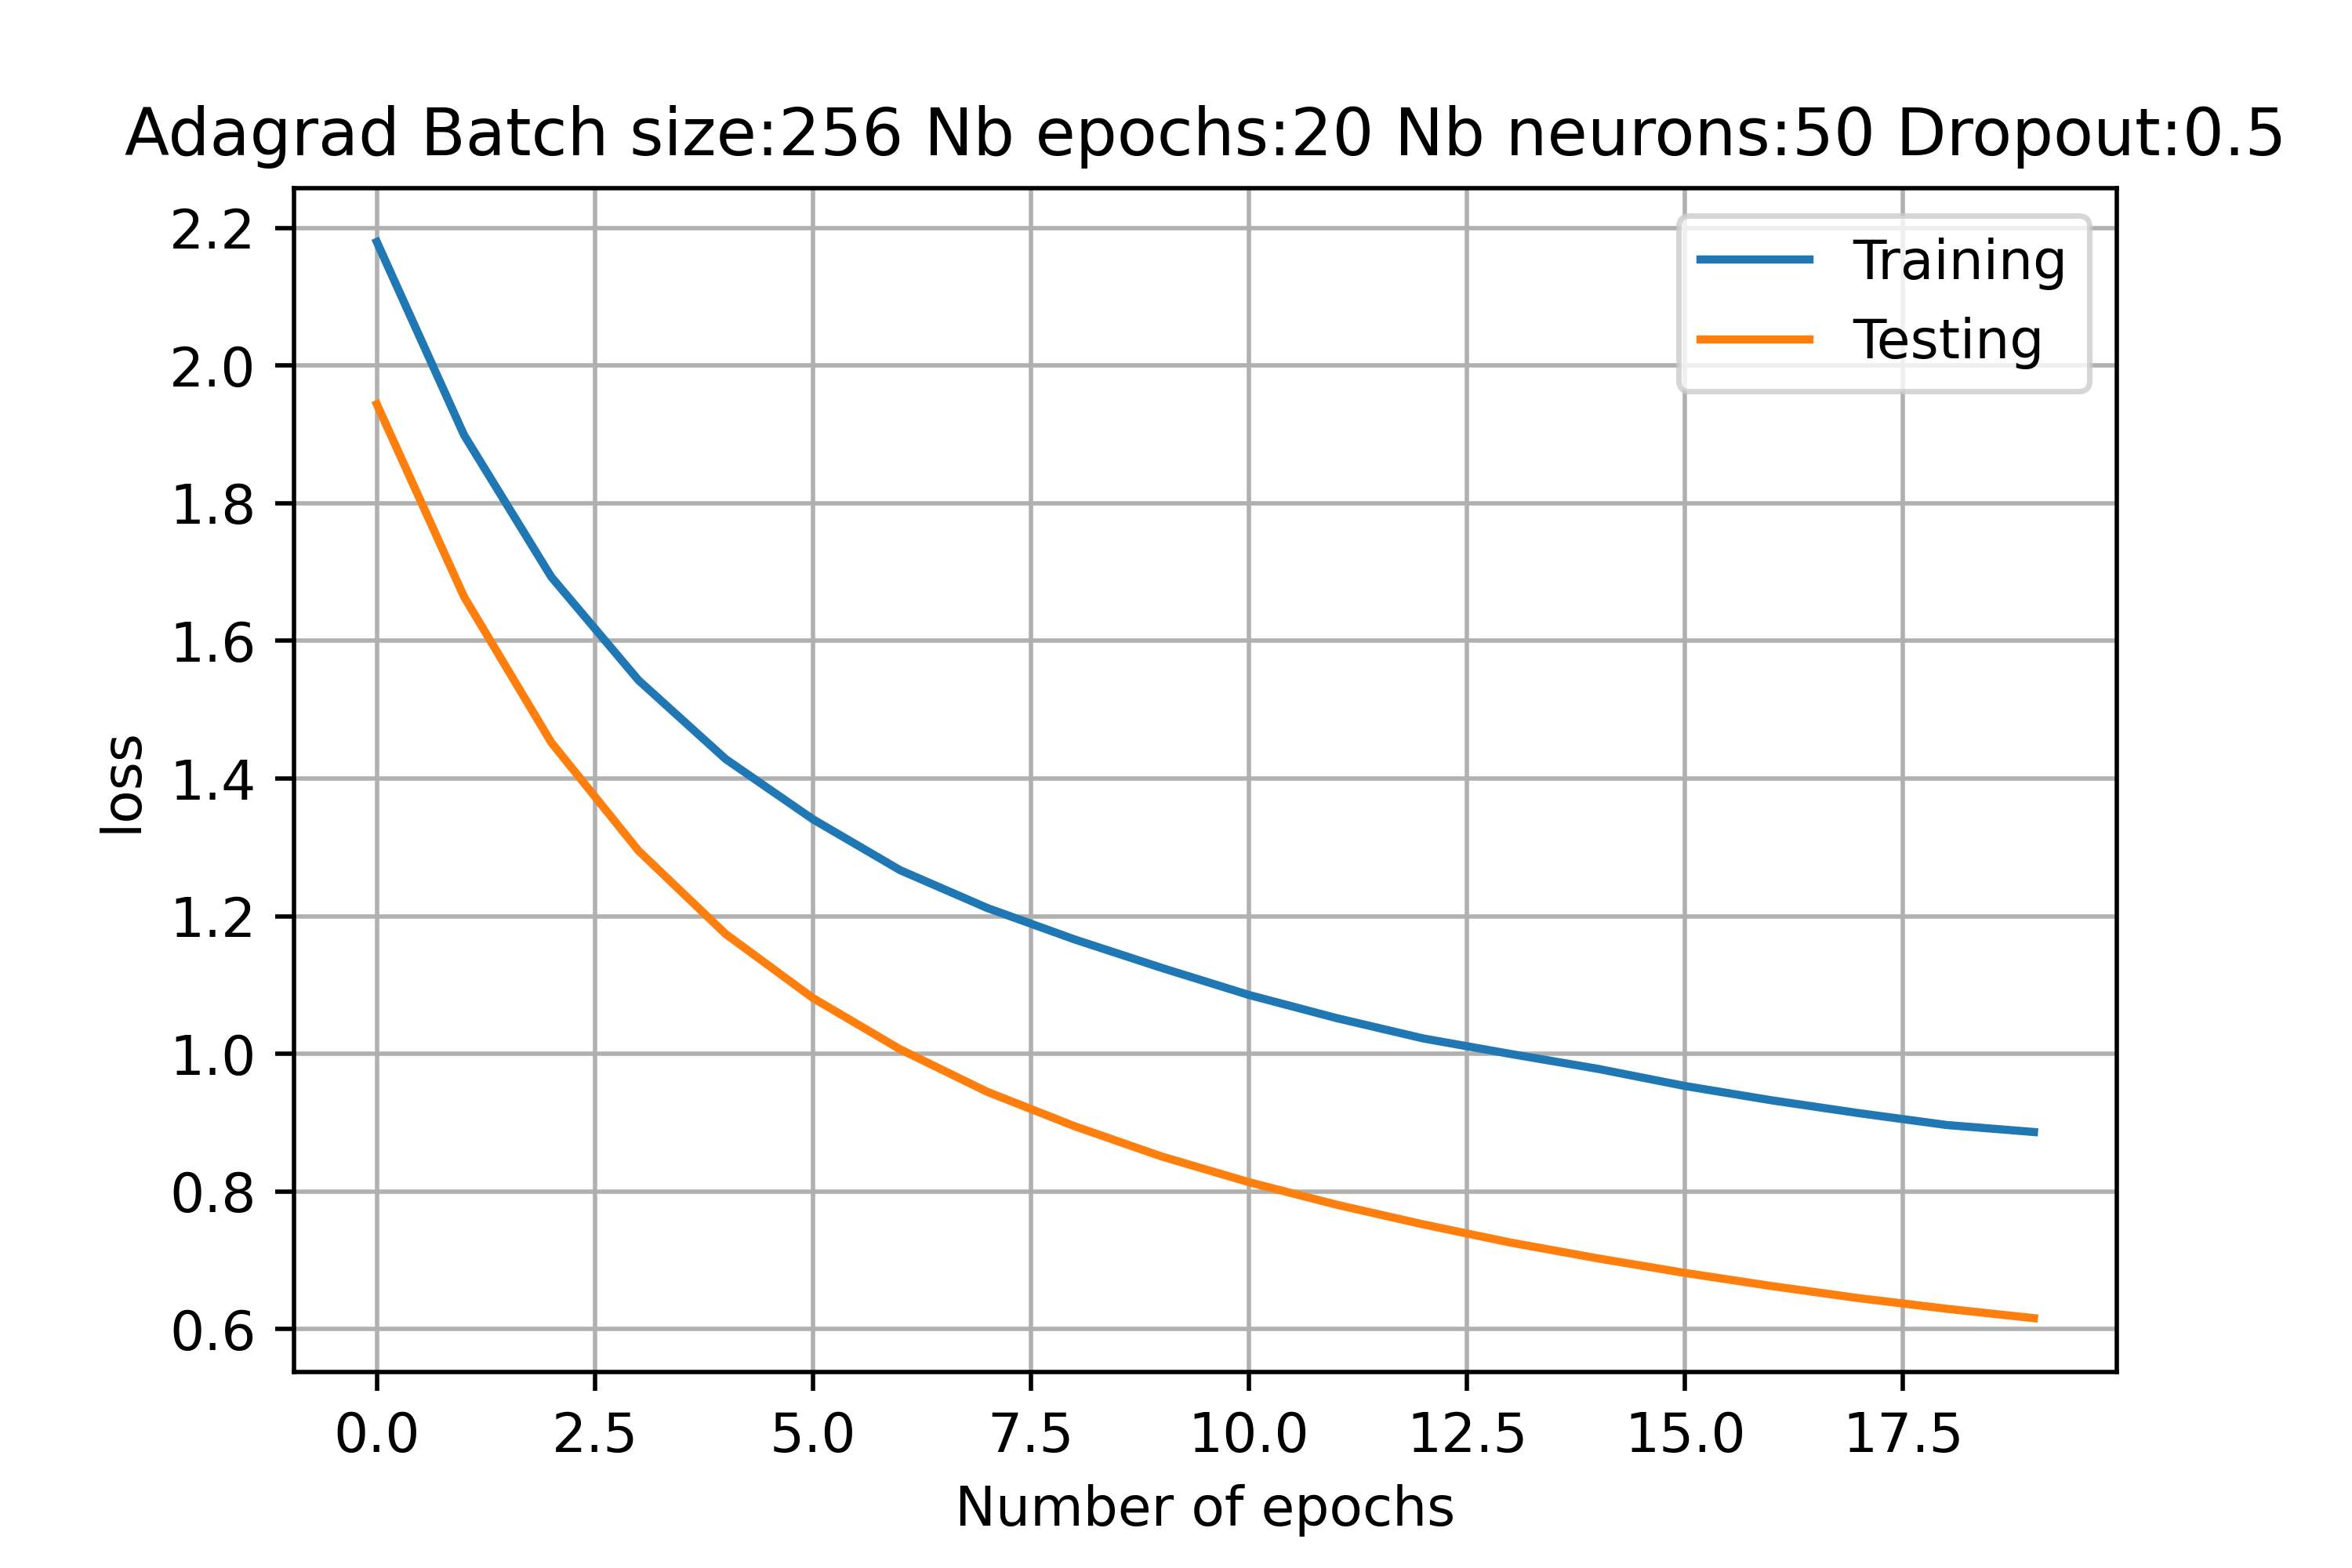 Adagrad Batch size:256 Nb epochs:20 Nb neurons:50 Dropout:0.5
Training
Testing
2.2
2.0
1.8
1.6
1.4
1.2
1.0
0.8
0.6
loss
0.0 2.5 5.0 7.5 10.0 12.5 15.0 17.5
Number of epochs